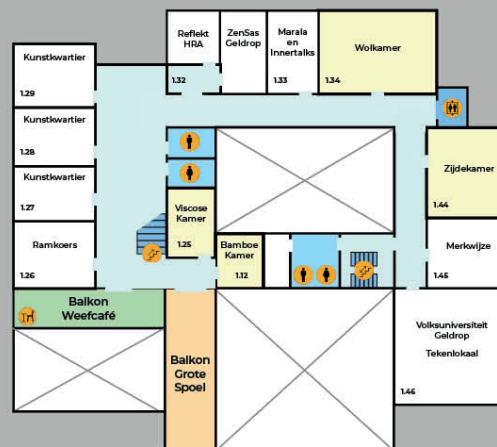 Reflekt
HRA
1.32
ZenSas
Geldrop
Marala
en
Innertalks
1.33
Wolkamer
1.34
Kunstkwartier
1.29
Kunstkwartier
1.28
Kunstkwartier
1.27
Ramkoers
1.26
Viscose
Kamer
1.25
Bamboe
Kamer
1.12
Zijdekamer
1.44
Merkwijze
1.45
Volksuniversiteit
Geldrop
Tekenlokaal
1.46
Balkon
Weefcafé
Balkon
Grote
Spoel